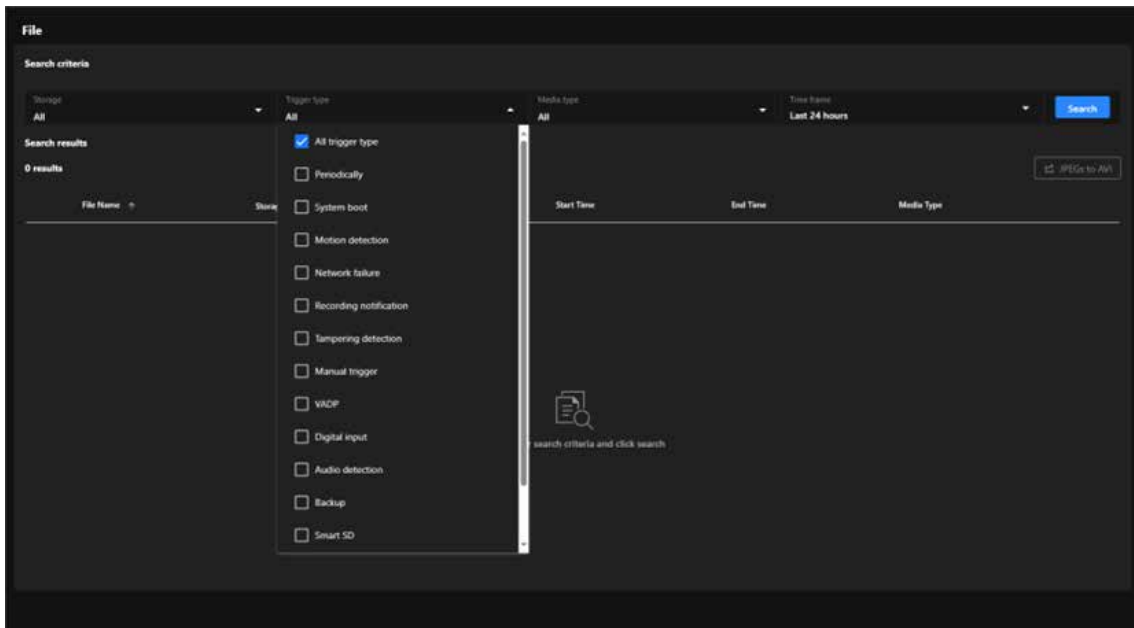 File
Search criteria
Storage Trigger type Media type Time frame
All All All Last 24 hours Search
Search results
All trigger type
0 results
JPEGs to AVI
Periodically
File Name Storag Start Time End Time Media Type
System boot
Motion detection
Network failure
Recording notification
Tampering detection
Manual trigger
VADP
Digital input
search criteria and click search
Audio detection
Backup
Smart SD